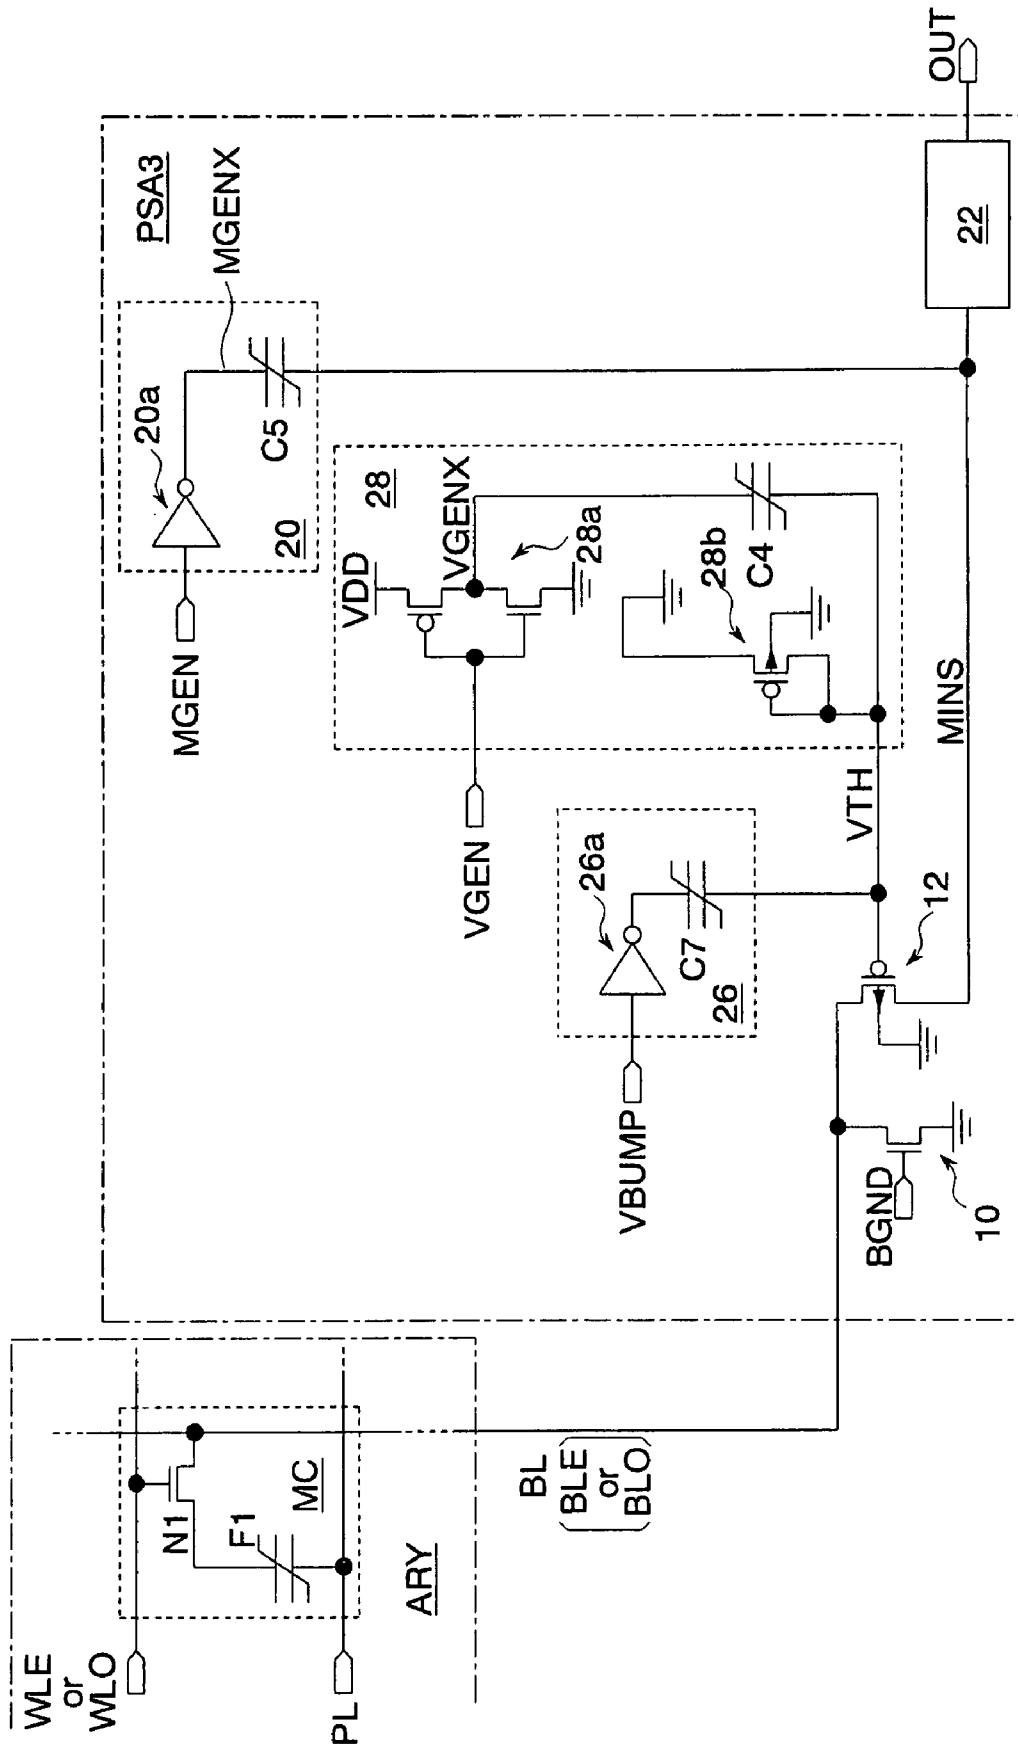 WLE
or
WLO
PL
N1
F1
MC
ARY
BL
BLE
or
BLO
PSA3
MGENX
MGEN
20a
C5
20
28
VDD
VGENX
28a
VGEN
28b
C4
VBUMP
26a
C7
26
VTH
MINS
12
BGND
10
22
OUT